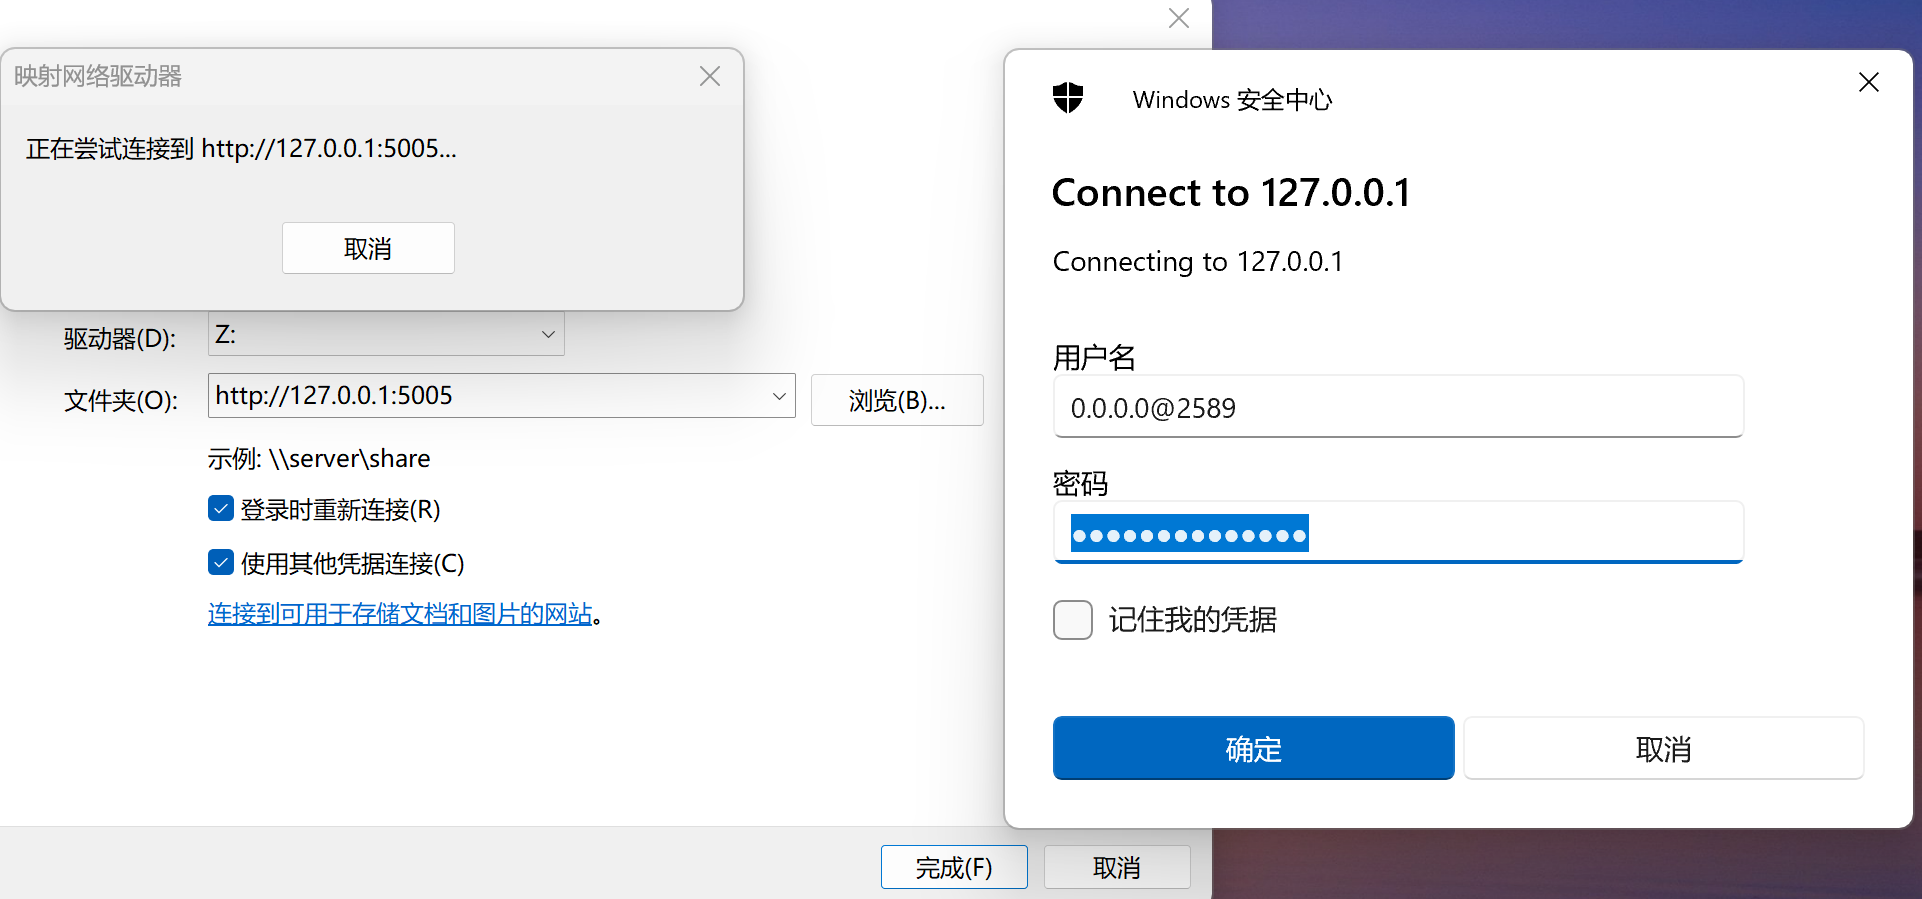 映射网络驱动器
正在尝试连接到 http://127.0.0.1:5005...
取消
驱动器(D):
Z:
文件夹(O):
http://127.0.0.1:5005
浏览(B)...
示例: \\server\share
登录时重新连接(R)
使用其他凭据连接(C)
连接到可用于存储文档和图片的网站。
完成(F)
取消
Windows 安全中心
Connect to 127.0.0.1
Connecting to 127.0.0.1
用户名
0.0.0.0@2589
密码
记住我的凭据
确定
取消